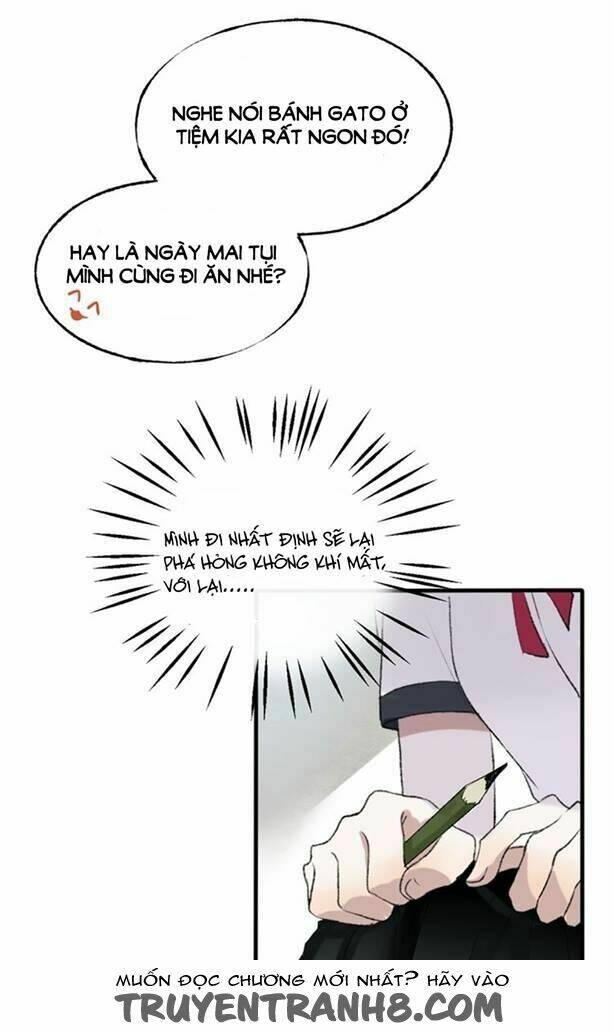 NGHE NÓI BÁNH GATO Ở
TIỆM KIA RẤT NGON ĐÓ!
HAY LÀ NGÀY MAI TỤI
MÌNH CÙNG ĐI ĂN NHÉ?
MÌNH ĐI NHẤT ĐỊNH SẼ LẠI
PHÁ HỎNG KHÔNG KHÍ MẤT,
VỚI LẠI.....
MUỐN ĐỌC CHƯƠNG MỚI NHẤT? HÃY VÀO
TRUYENTRANH8.COM